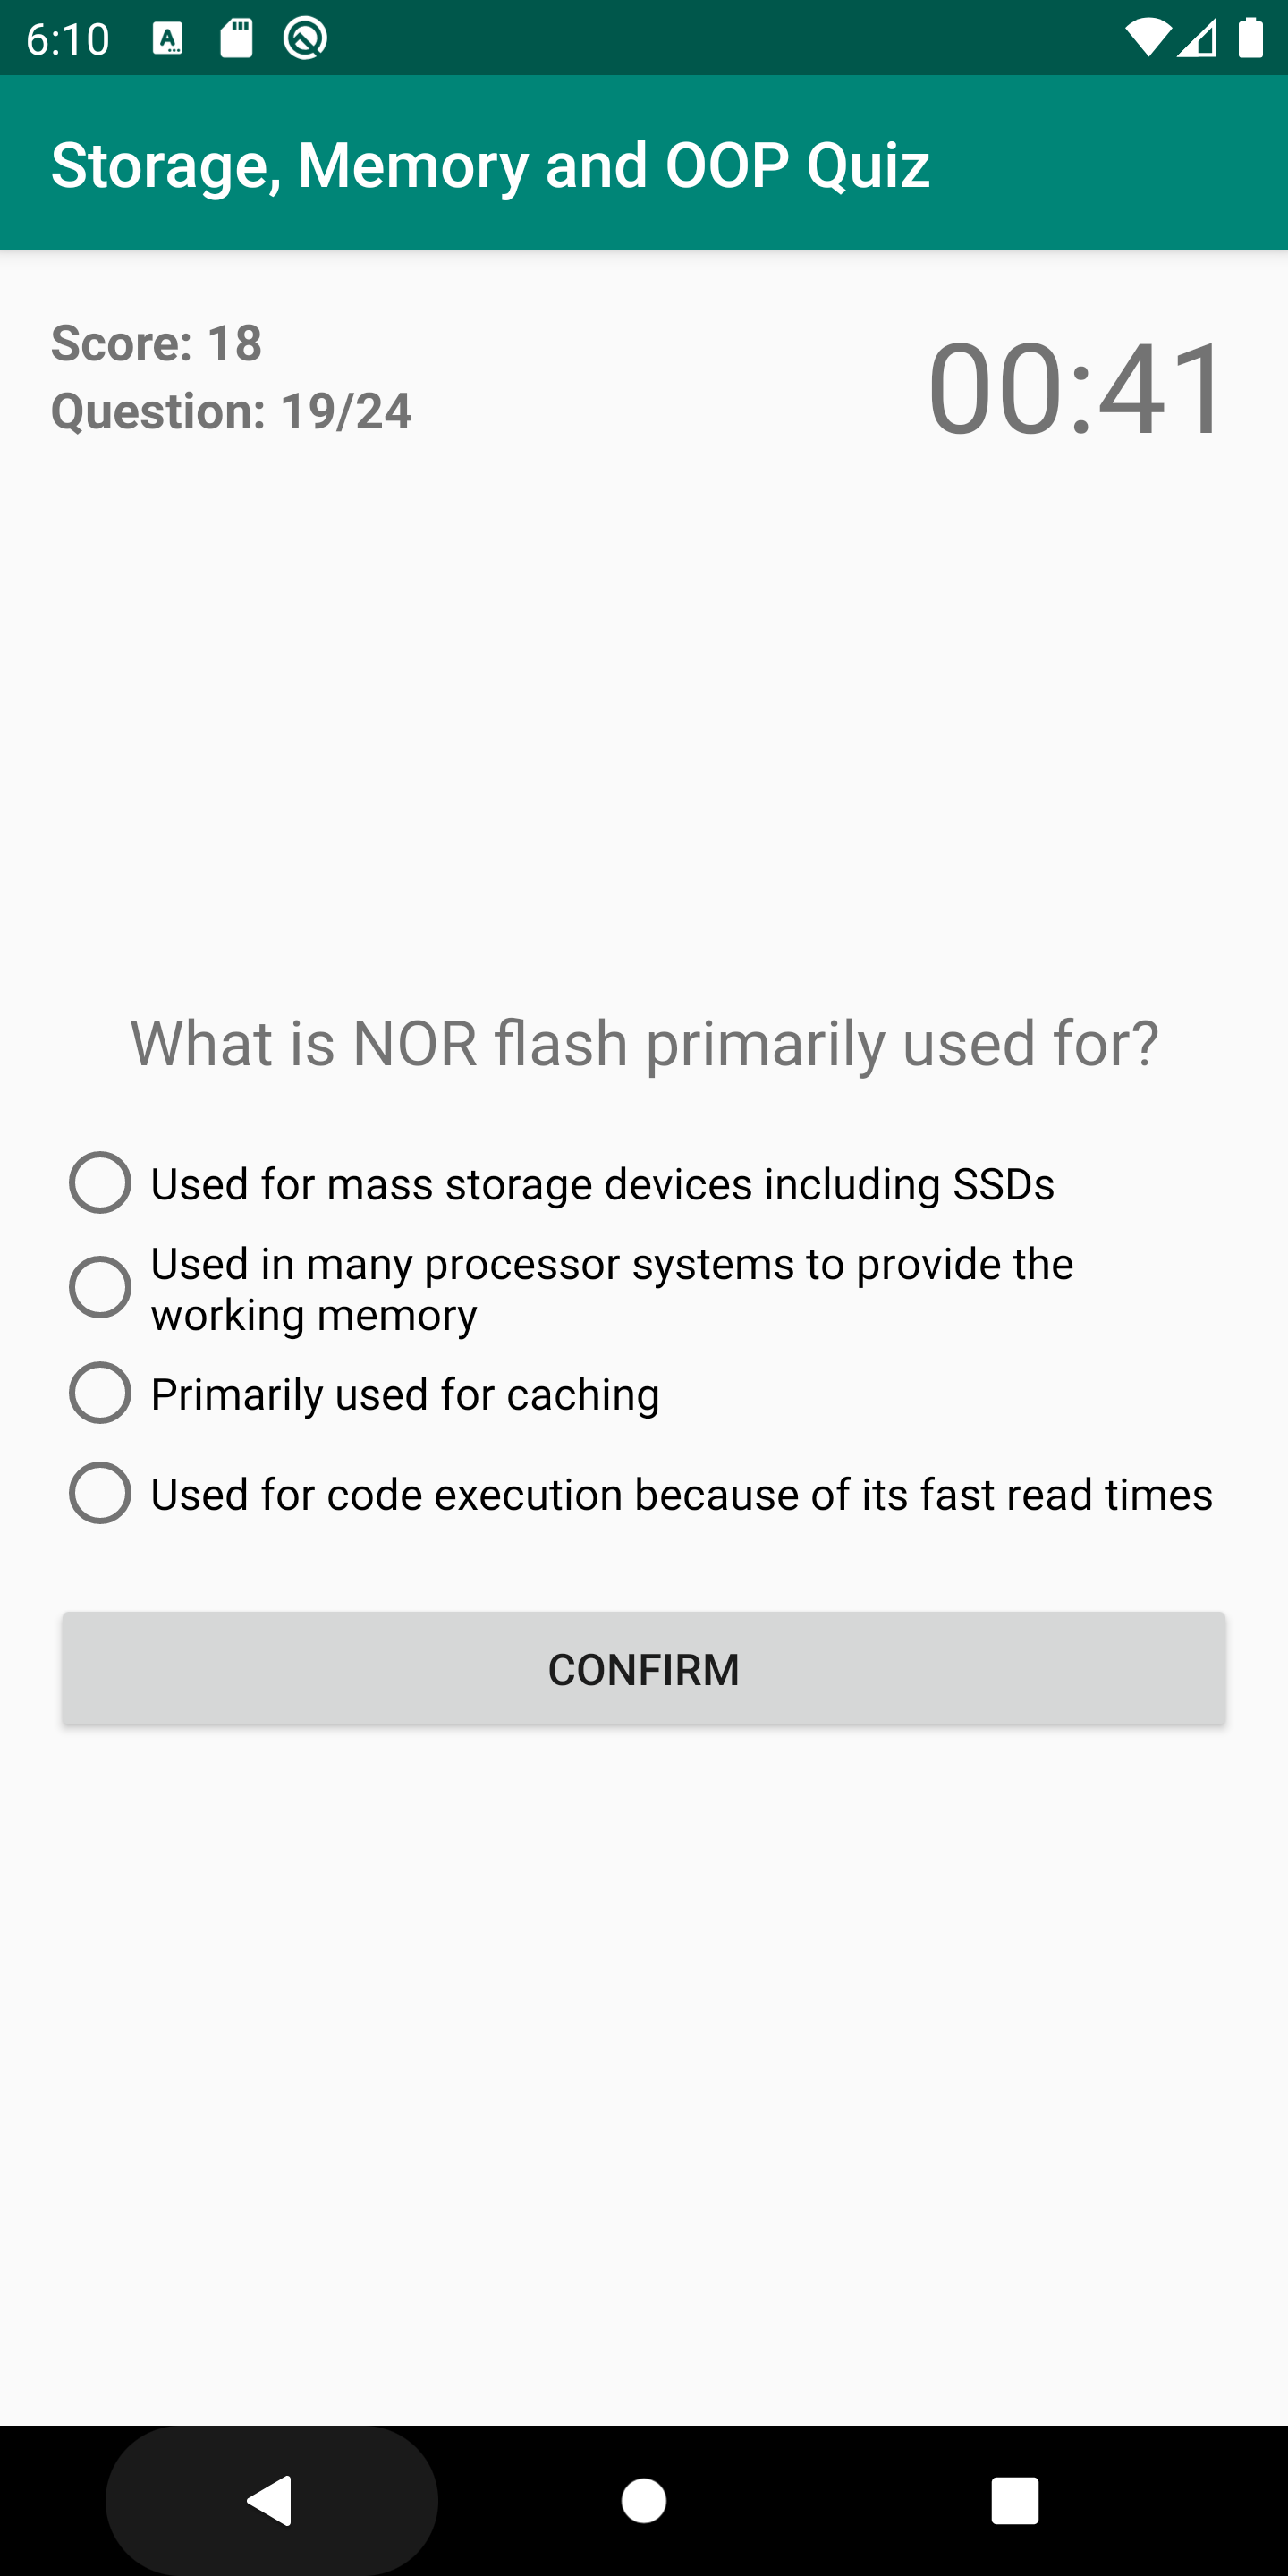 6:10
Storage, Memory and OOP Quiz
Score: 18
Question: 19/24
00:41
What is NOR flash primarily used for?
Used for mass storage devices including SSDs
Used in many processor systems to provide the
working memory
Primarily used for caching
Used for code execution because of its fast read times
CONFIRM